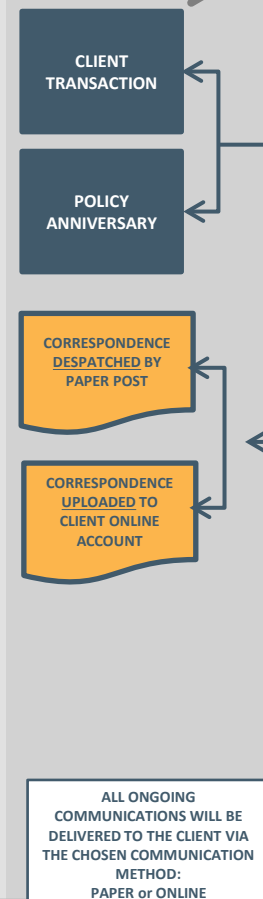 CLIENT
TRANSACTION
POLICY
ANNIVERSARY
CORRESPONDENCE
DESPATCHED BY
PAPER POST
CORRESPONDENCE
UPLOADED TO
CLIENT ONLINE
ACCOUNT
ALL ONGOING
COMMUNICATIONS WILL BE
DELIVERED TO THE CLIENT VIA
THE CHOSEN COMMUNICATION
METHOD:
PAPER or ONLINE